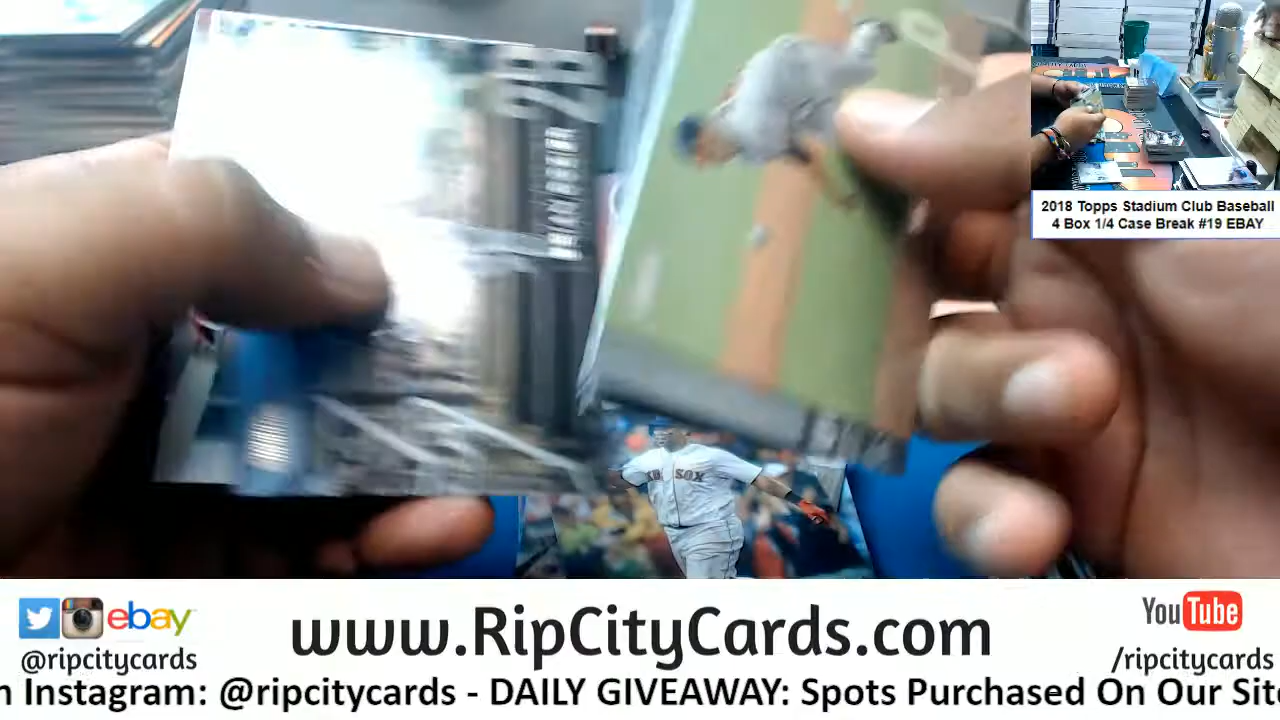 2018 Topps Stadium Club Baseball
4 Box 1/4 Case Break #19 EBAY
SOX
ebay
@ripcitycards
www.RipCityCards.com
YouTube
/ripcitycards
n Instagram: @ripcitycards - DAILY GIVEAWAY: Spots Purchased On Our Site